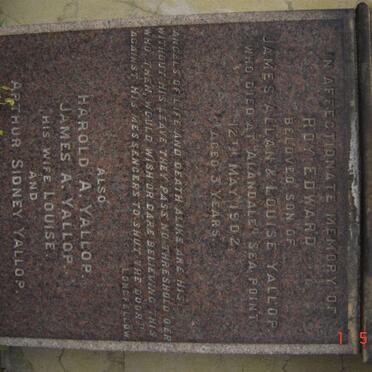 IN AFFECTIONATE MEMORY OF
ROY EDWARD
BELOVED SON OF
JAMES ALLAN & LOUISE YALLOP
WHO DIED AT "ALLANDALE" SEA POINT
12TH MAY 1902.
AGED 3 YEARS.
ANGELS OF LIFE AND DEATH ALIKE ARE HIS
WITHOUT HIS LEAVE THEY PASS NO THRESHOLD O'ER
WHO, THEN, WOULD WISH OR DARE BELIEVING THIS
AGAINST HIS MESSENGERS TO SHUT THE DOOR"
LONGFELLOW
ALSO
HAROLD A. YALLOP.
JAMES A. YALLOP.
HIS WIFE LOUISE.
AND
ARTHUR SIDNEY YALLOP.
1 5